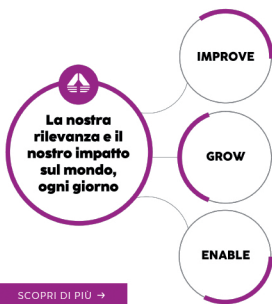 IMPROVE
La nostra
rilevanza e il
nostro impatto
sul mondo,
ogni giorno
GROW
ENABLE
SCOPRI DI PIÙ →